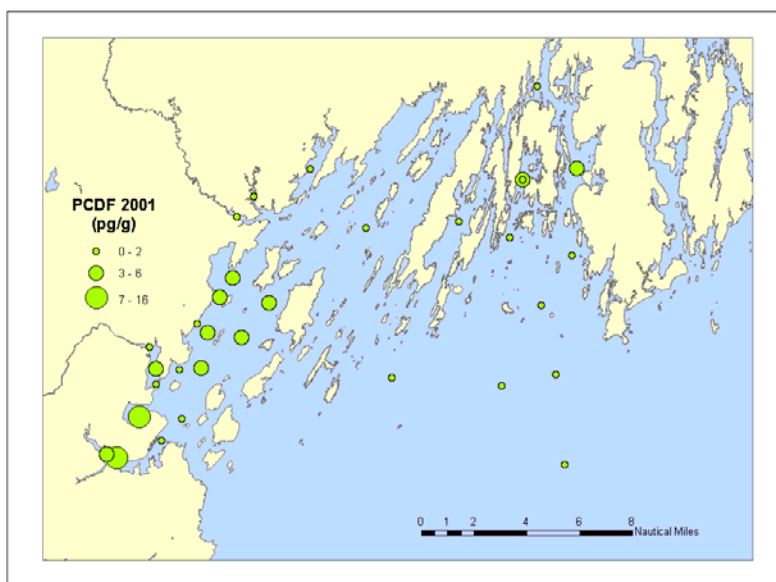 PCDF 2001
(pg/g)
0 - 2
3 - 6
7 - 16
0 1 2 4 6 8
Nautical Miles